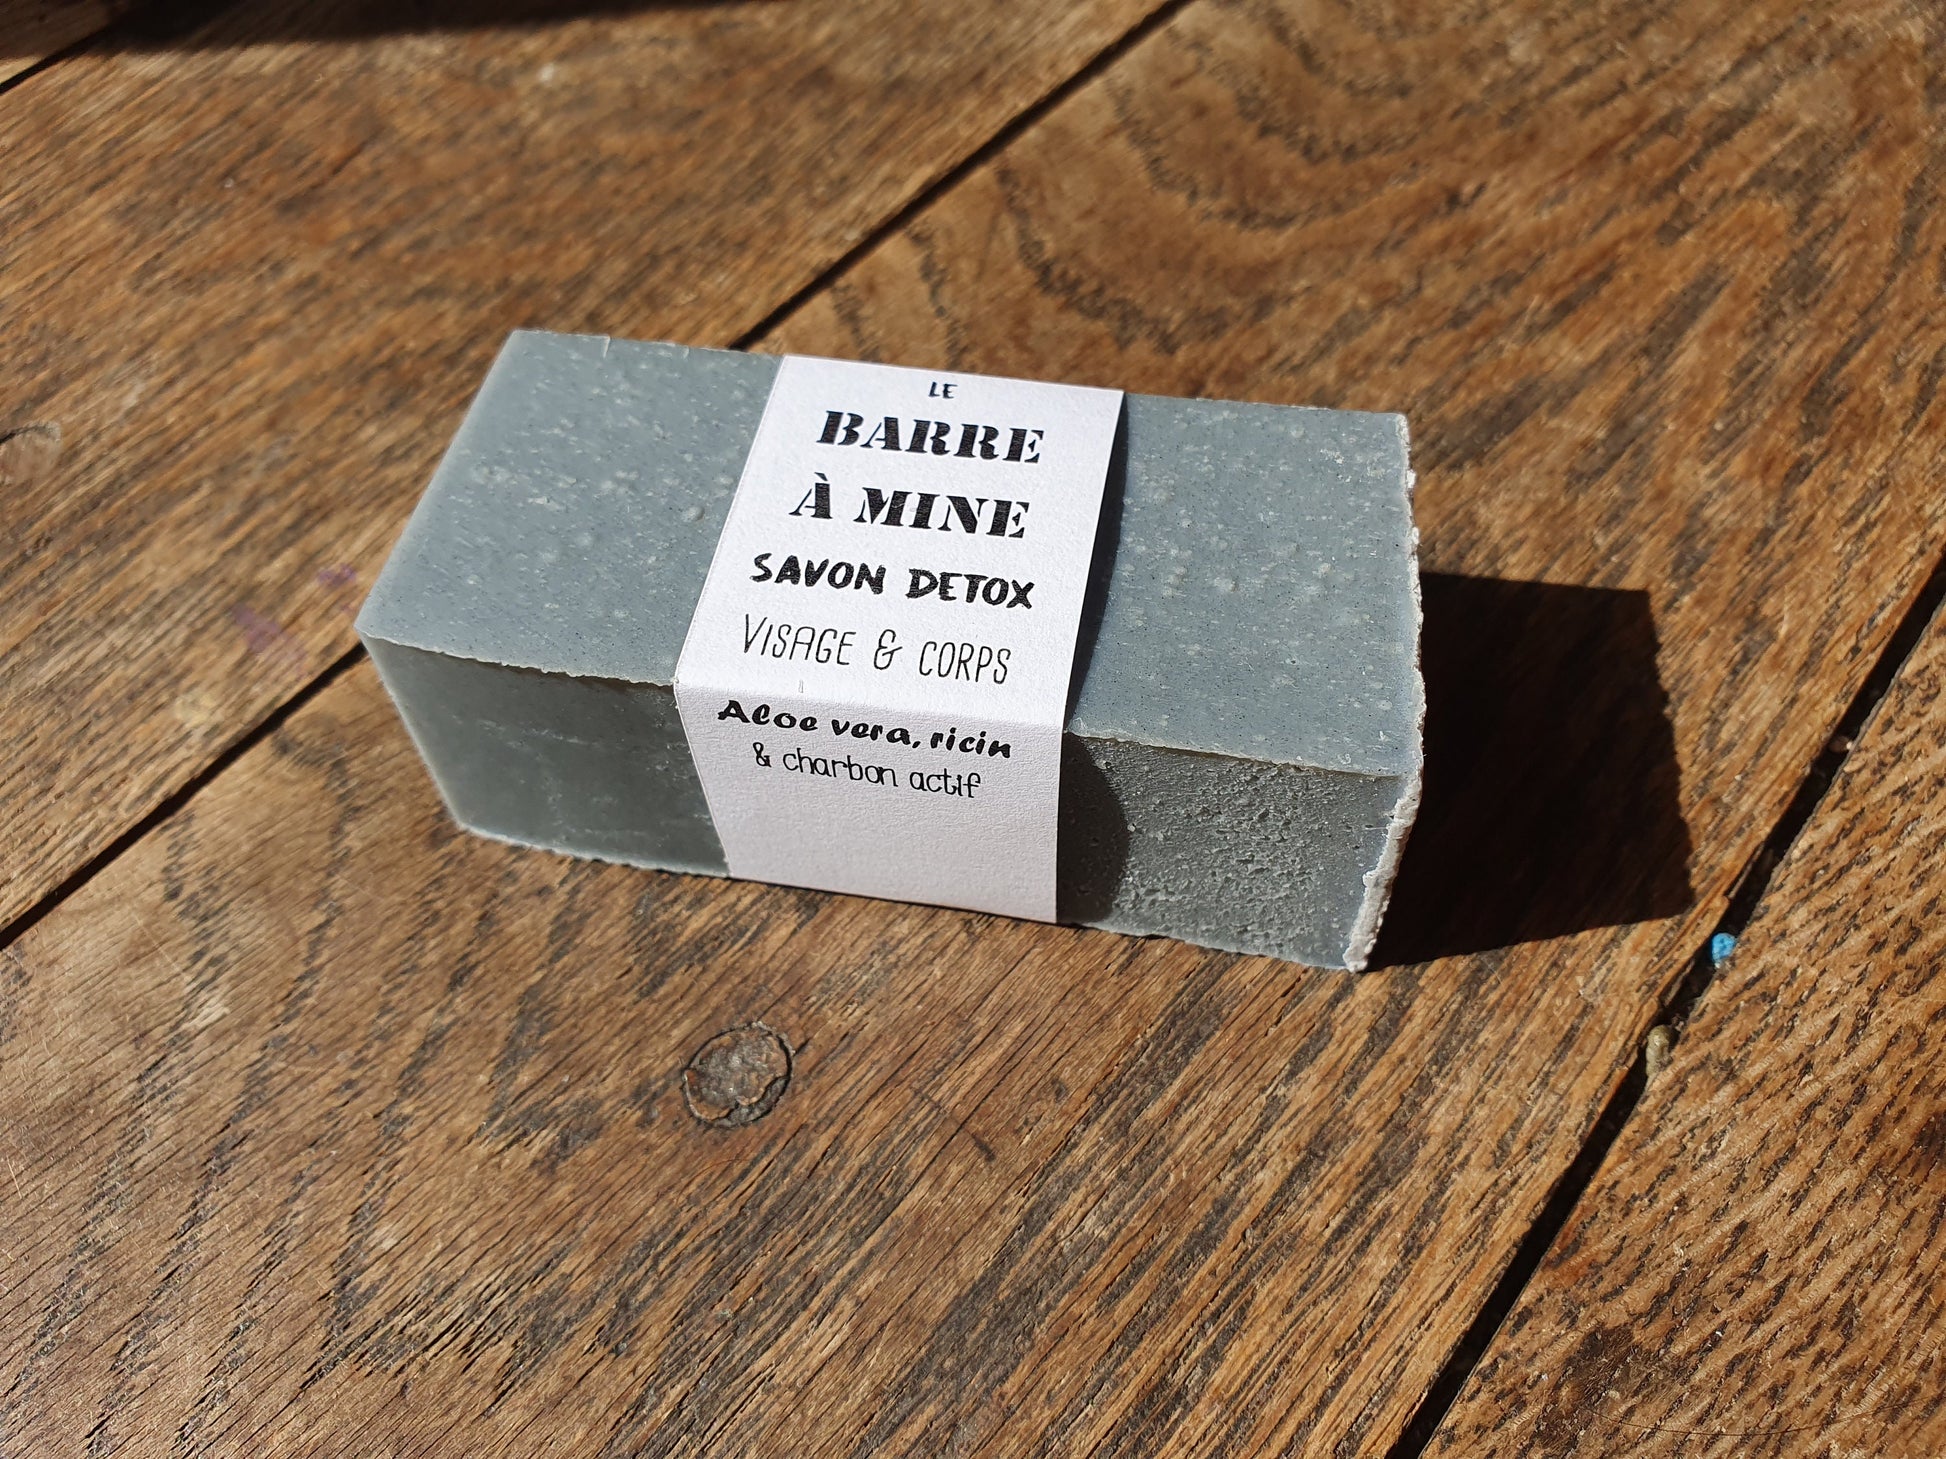 LE
BARRE
À MINE
SAVON DETOX
VISAGE & CORPS
Aloe vera, ricin
& charbon actif